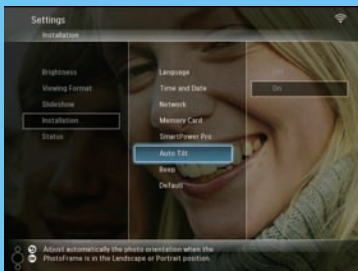 Settings
Installation
Brightness
Viewing Format
Slideshow
Installation
Status
Language
Time and Date
Network
Memory Card
SmartPower Pro
Auto Tilt
Beep
Default
On
Adjust automatically the photo orientation when the
PhotoFrame is in the Landscape or Portrait position.